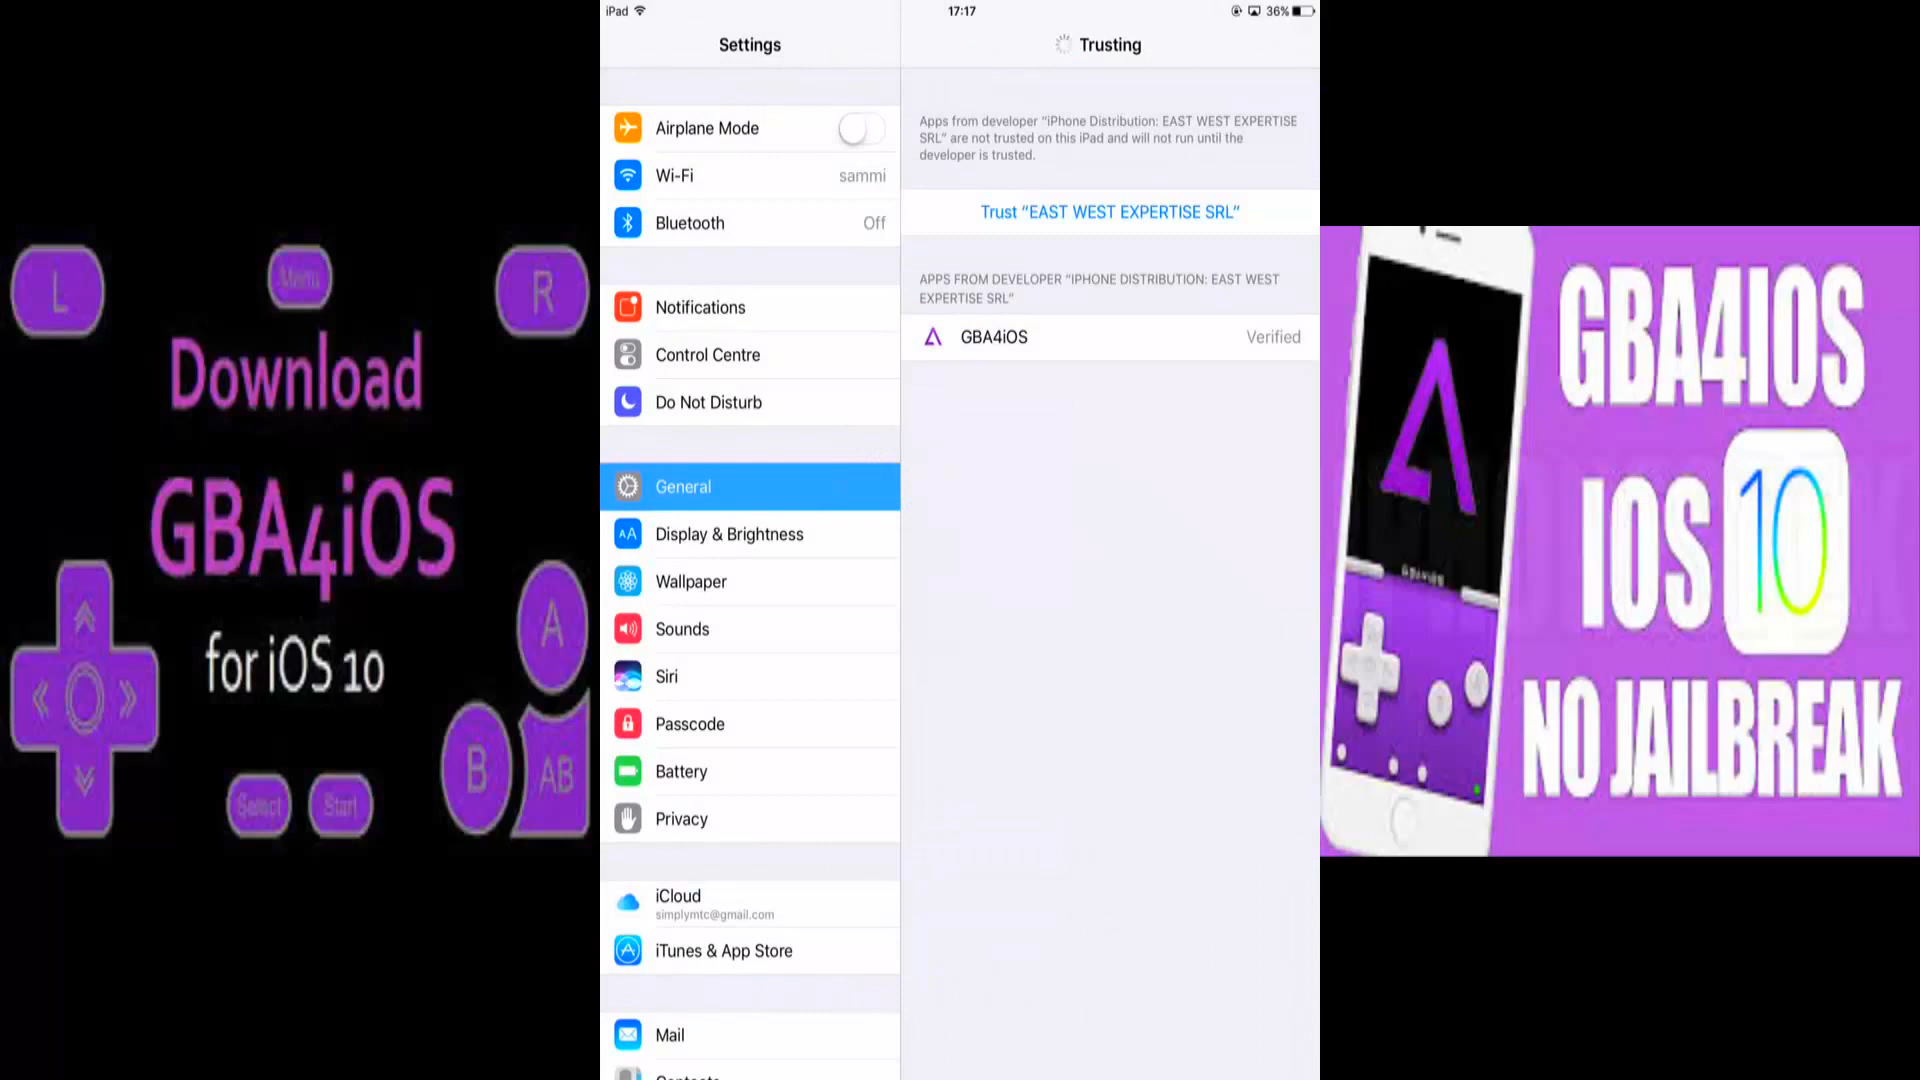 L
Menu
R
Download
GBA4iOS
for iOS 10
A
B
AB
Select
Start
iPad
17:17
36%
Settings
Trusting
Airplane Mode
Wi-Fi
sammi
Bluetooth
Off
Notifications
Control Centre
Do Not Disturb
General
Display & Brightness
Wallpaper
Sounds
Siri
Passcode
Battery
Privacy
iCloud
simplymtc@gmail.com
iTunes & App Store
Mail
Apps from developer “iPhone Distribution: EAST WEST EXPERTISE
SRL” are not trusted on this iPad and will not run until the
developer is trusted.
Trust “EAST WEST EXPERTISE SRL”
APPS FROM DEVELOPER “IPHONE DISTRIBUTION: EAST WEST
EXPERTISE SRL”
GBA4iOS
Verified
GBA4IOS
IOS 10
NO JAILBREAK
GBA4iOS